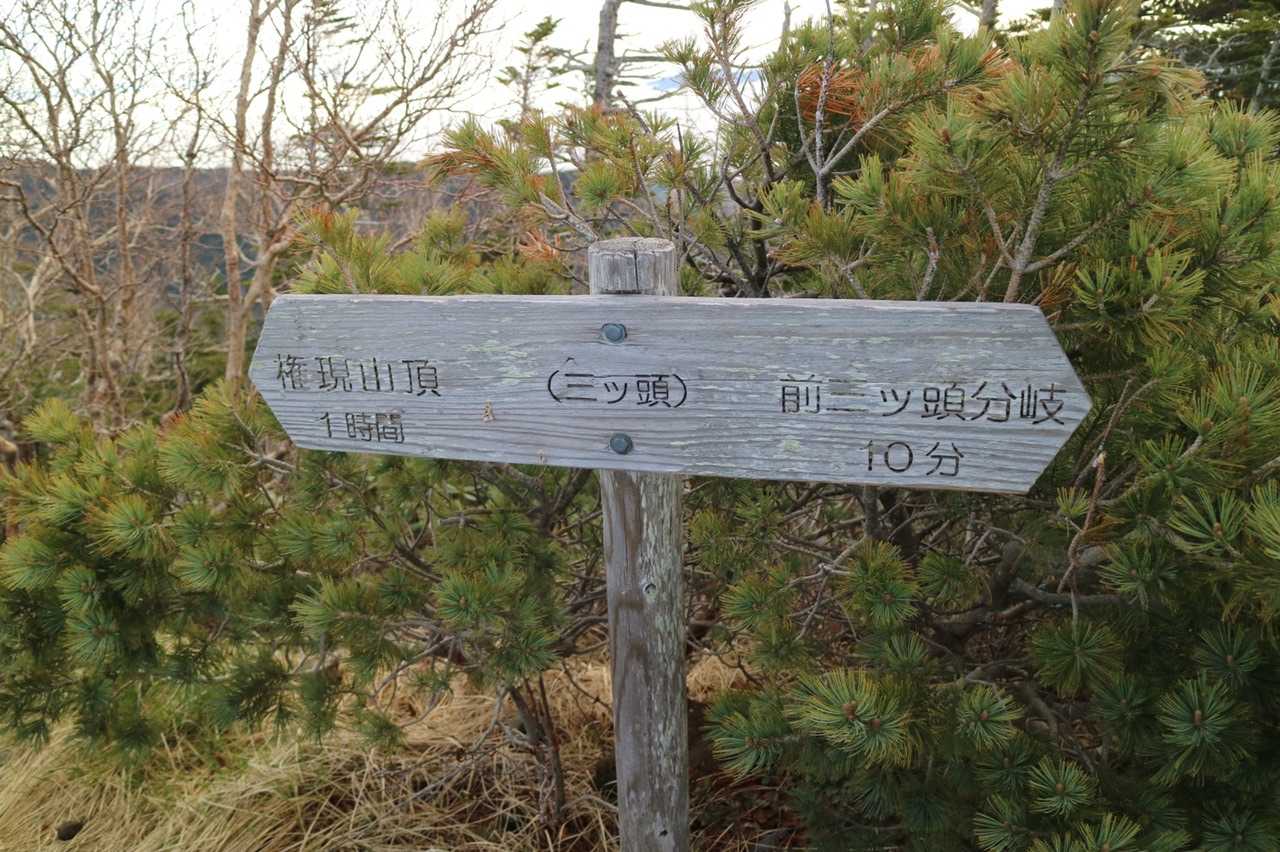 権現山頂
1時間
(三ッ頭)
前三ッ頭分岐
10分